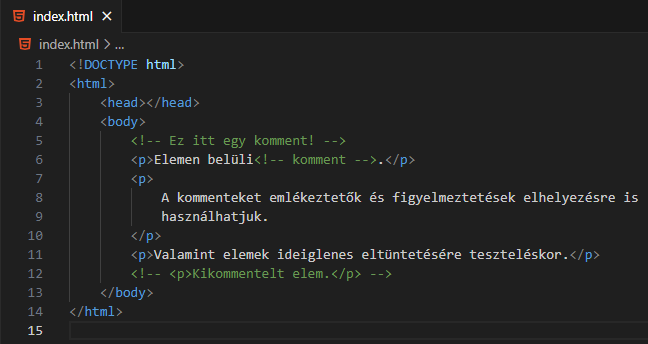 index.html ×
index.html > ...
1 <!DOCTYPE html>
2 <html>
3 <head></head>
4 <body>
5 <!-- Ez itt egy komment! -->
6 <p>Elemen belüli<!-- komment -->.</p>
7 <p>
8 A kommenteket emlékeztetők és figyelmeztetések elhelyezésre is
9 használhatjuk.
10 </p>
11 <p>Valamint elemek ideiglenes eltüntetésére teszteléskor.</p>
12 <!-- <p>Kikommentelt elem.</p> -->
13 </body>
14 </html>
15